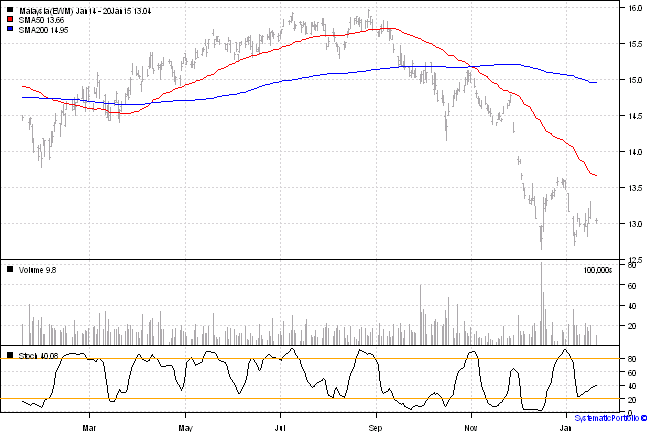 Malaysia(EWM) Jan14 - 20Jan15 13.04
SMA50 13.66
SMA200 14.95
16.0
15.5
15.0
14.5
14.0
13.5
13.0
12.5
Volume 9.8
100,000s
80
60
40
20
Stoch 40.08
80
60
40
20
0
Mar
May
Jul
Sep
Nov
Jan
SystematicPortfolio ©